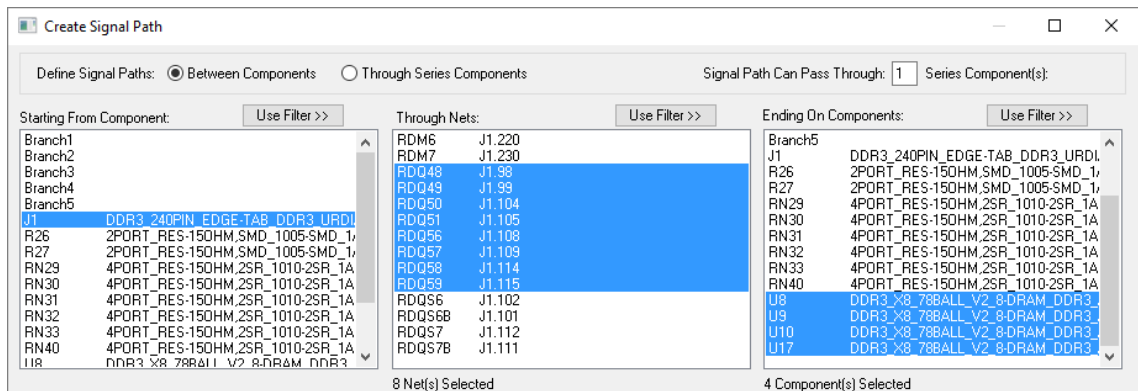 Create Signal Path
Define Signal Paths: Between Components Through Series Components Signal Path Can Pass Through: 1 Series Component(s):
Starting From Component: Use Filter >>
Branch1
Branch2
Branch3
Branch4
Branch5
J1 DDR3_240PIN_EDGE-TAB_DDR3_URDI
R26 2PORT_RES-15OHM,SMD_1005-SMD_1
R27 2PORT_RES-15OHM,SMD_1005-SMD_1
RN29 4PORT_RES-15OHM,2SR_1010-2SR_1A
RN30 4PORT_RES-15OHM,2SR_1010-2SR_1A
RN31 4PORT_RES-15OHM,2SR_1010-2SR_1A
RN32 4PORT_RES-15OHM,2SR_1010-2SR_1A
RN33 4PORT_RES-15OHM,2SR_1010-2SR_1A
RN40 4PORT_RES-15OHM,2SR_1010-2SR_1A
U8 DDR3_X8_78BALL_V2_8-DRAM_DDR3
Through Nets: Use Filter >>
RDM6 J1.220
RDM7 J1.230
RDQ48 J1.98
RDQ49 J1.99
RDQ50 J1.104
RDQ51 J1.105
RDQ56 J1.108
RDQ57 J1.109
RDQ58 J1.114
RDQ59 J1.115
RDQS6 J1.102
RDQS6B J1.101
RDQS7 J1.112
RDQS7B J1.111
8 Net(s) Selected
Ending On Components: Use Filter >>
Branch5
J1 DDR3_240PIN_EDGE-TAB_DDR3_URDI
R26 2PORT_RES-15OHM,SMD_1005-SMD_1
R27 2PORT_RES-15OHM,SMD_1005-SMD_1
RN29 4PORT_RES-15OHM,2SR_1010-2SR_1A
RN30 4PORT_RES-15OHM,2SR_1010-2SR_1A
RN31 4PORT_RES-15OHM,2SR_1010-2SR_1A
RN32 4PORT_RES-15OHM,2SR_1010-2SR_1A
RN33 4PORT_RES-15OHM,2SR_1010-2SR_1A
RN40 4PORT_RES-15OHM,2SR_1010-2SR_1A
U8 DDR3_X8_78BALL_V2_8-DRAM_DDR3_
U9 DDR3_X8_78BALL_V2_8-DRAM_DDR3_
U10 DDR3_X8_78BALL_V2_8-DRAM_DDR3_
U17 DDR3_X8_78BALL_V2_8-DRAM_DDR3_
4 Component(s) Selected